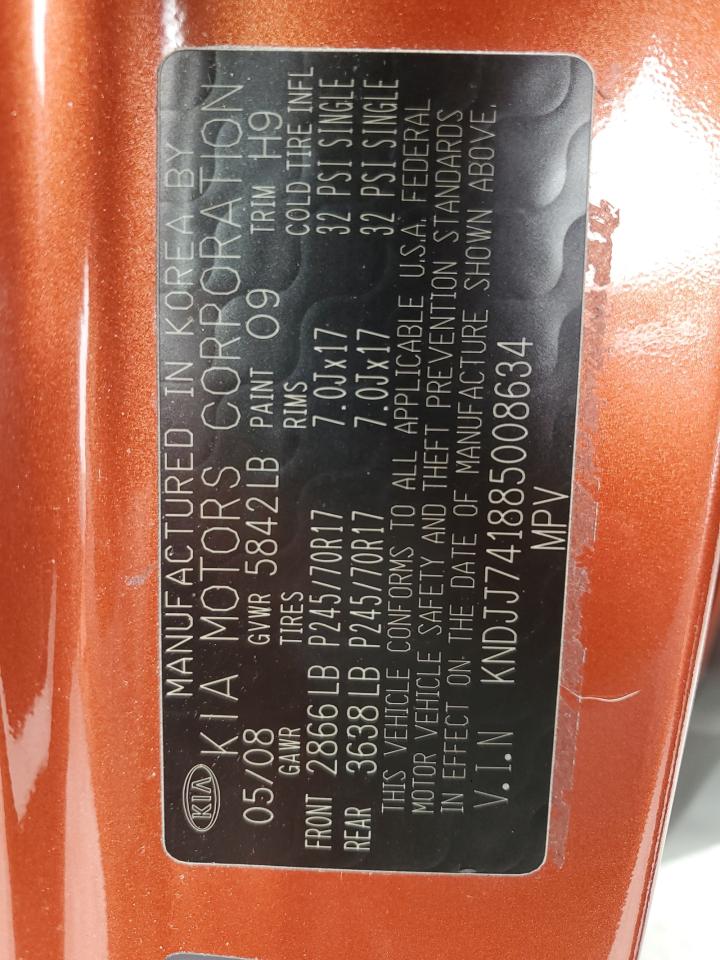 KIA
MANUFACTURED IN KOREA BY
KIA MOTORS CORPORATION
05/08 GVWR 5842LB PAINT 09 TRIM H9
GAWR TIRES RIMS COLD TIRE INFL
FRONT 2866LB P245/70R17 7.0Jx17 32 PSI SINGLE
REAR 3638LB P245/70R17 7.0Jx17 32 PSI SINGLE
THIS VEHICLE CONFORMS TO ALL APPLICABLE U.S.A. FEDERAL
MOTOR VEHICLE SAFETY AND THEFT PREVENTION STANDARDS
IN EFFECT ON THE DATE OF MANUFACTURE SHOWN ABOVE.
V.I.N KNDJJ741885008634
MPV